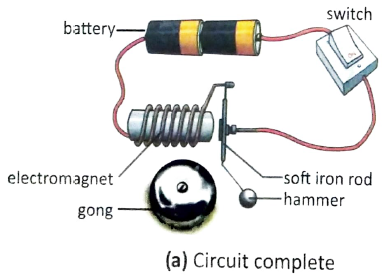 switch
battery
electromagnet
soft iron rod
gong
hammer
(a) Circuit complete